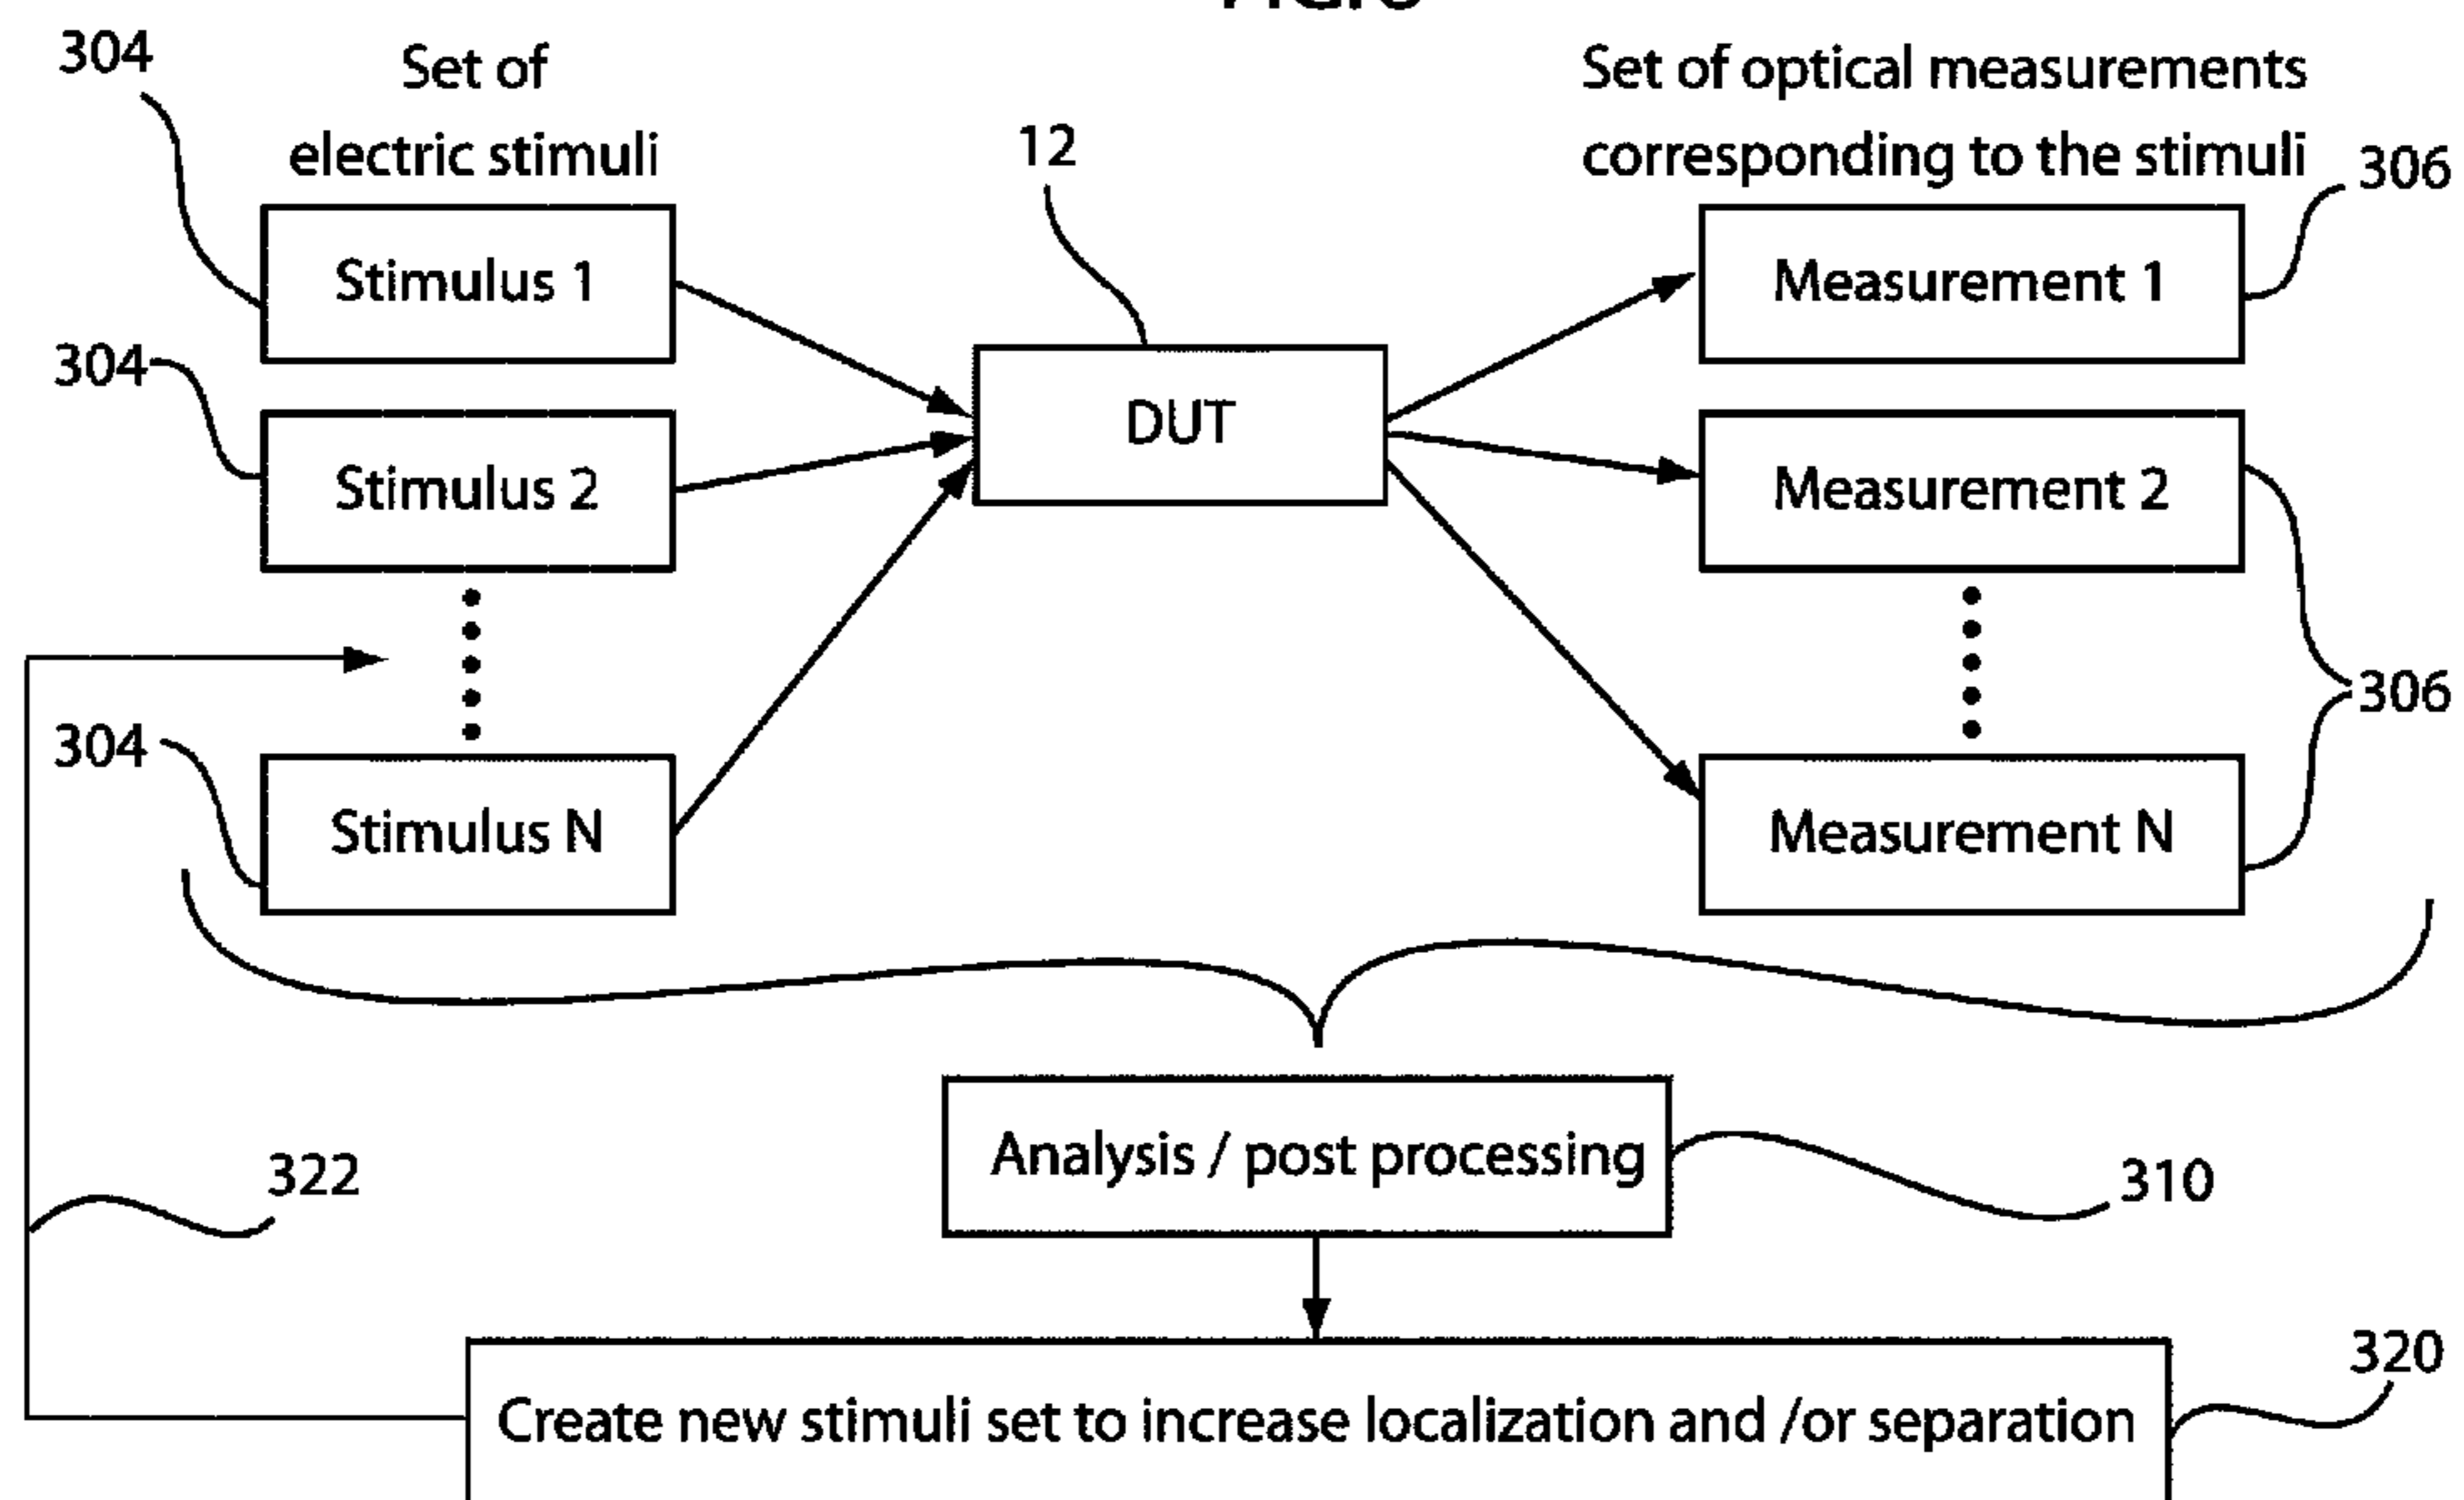 304
Set of
electric stimuli
12
Set of optical measurements
corresponding to the stimuli
306
Stimulus 1
Measurement 1
304
DUT
Stimulus 2
Measurement 2
306
304
Stimulus N
Measurement N
Analysis / post processing
322
310
320
Create new stimuli set to increase localization and /or separation